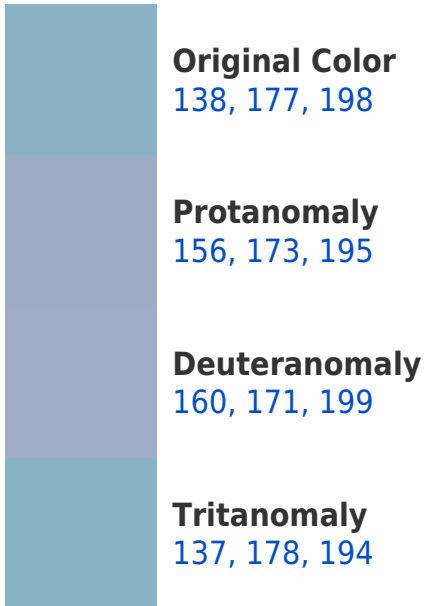 Original Color
138, 177, 198
Protanomaly
156, 173, 195
Deuteranomaly
160, 171, 199
Tritanomaly
137, 178, 194